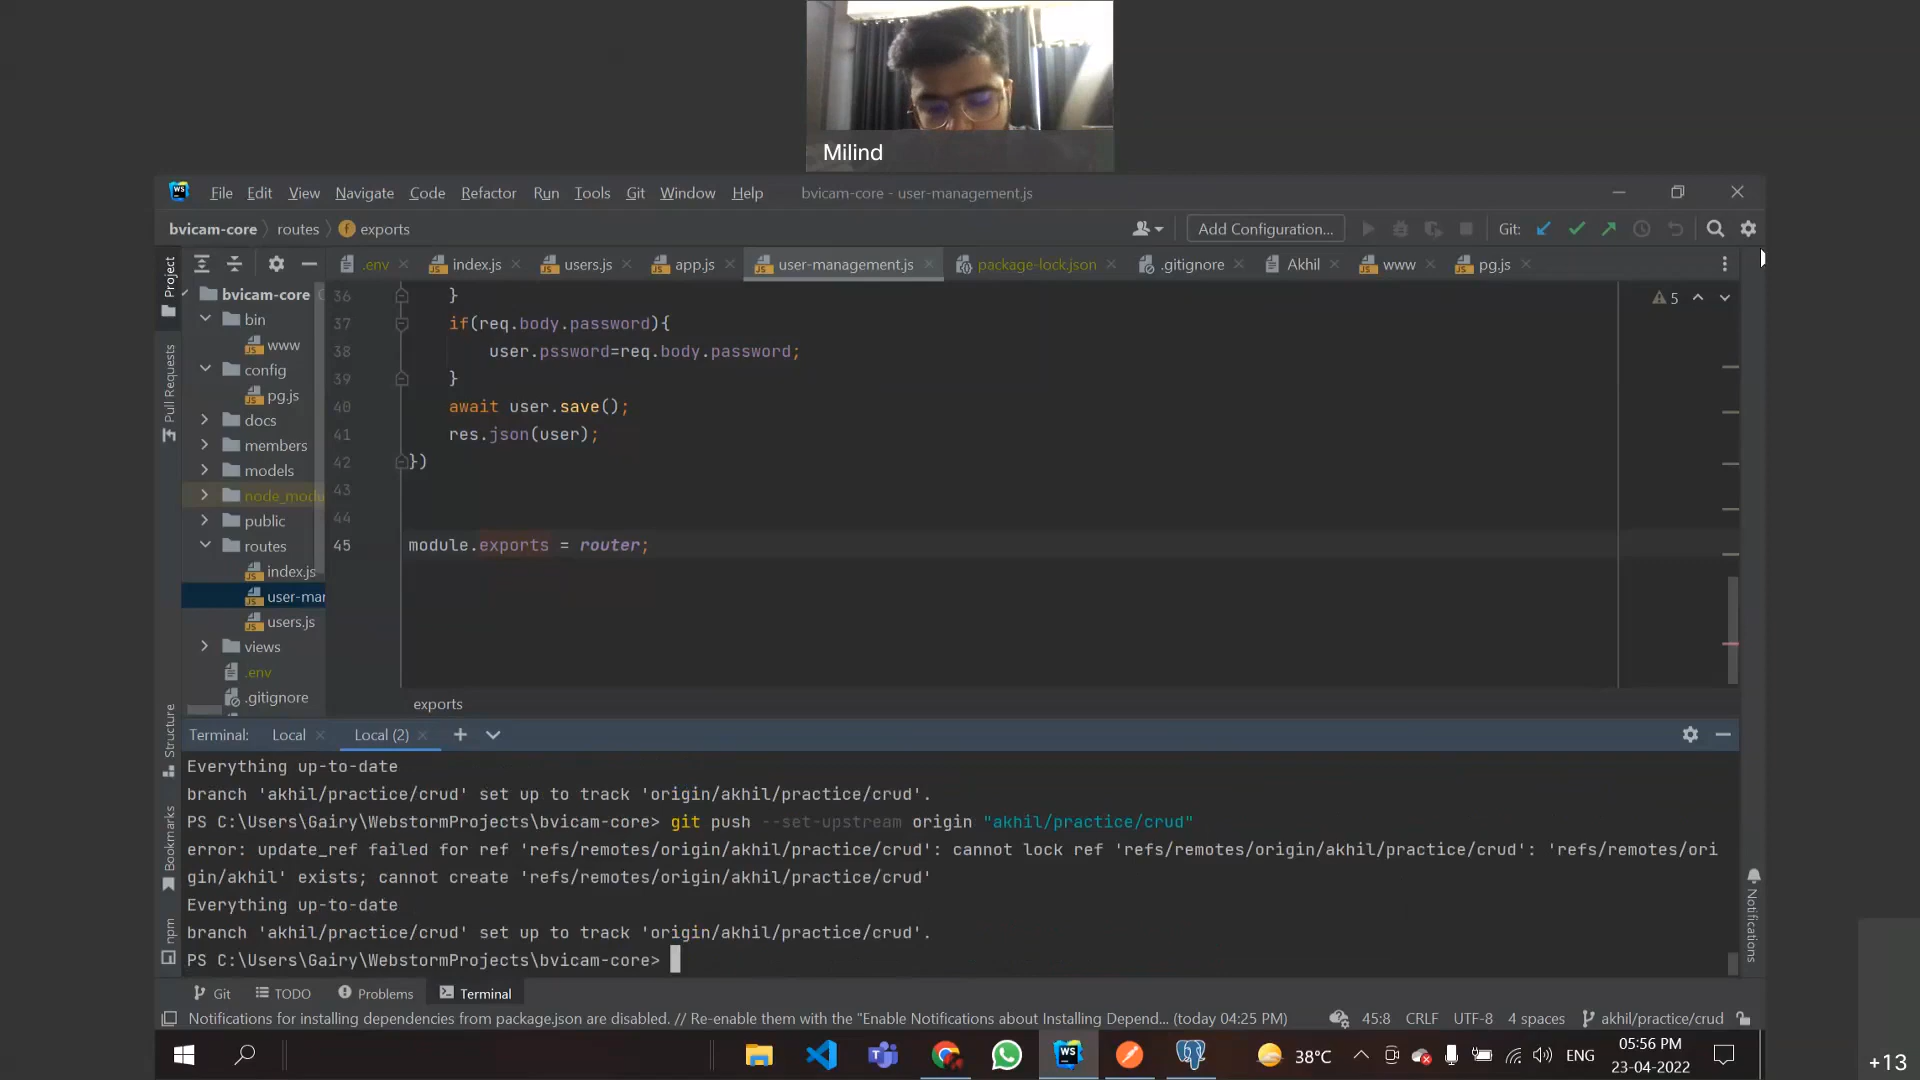 Milind
File Edit View Navigate Code Refactor Run Tools Git Window Help bvicam-core - user-management.js
bvicam-core routes exports Add Configuration... Git:
.env index.js users.js app.js user-management.js package-lock.json .gitignore Akhil www pg.js
Project
Pull Requests
Structure
Bookmarks
npm
bvicam-core
bin
www
config
pg.js
docs
members
models
node_modu
public
routes
index.js
user-mar
users.js
views
.env
.gitignore
36 }
37 if(req.body.password){
38 user.pssword=req.body.password;
39 }
40 await user.save();
41 res.json(user);
42 })
43
44
45 module.exports = router;
5
exports
Terminal: Local Local (2)
Everything up-to-date
branch 'akhil/practice/crud' set up to track 'origin/akhil/practice/crud'.
PS C:\Users\Gairy\WebstormProjects\bvicam-core> git push --set-upstream origin "akhil/practice/crud"
error: update_ref failed for ref 'refs/remotes/origin/akhil/practice/crud': cannot lock ref 'refs/remotes/origin/akhil/practice/crud': 'refs/remotes/ori
gin/akhil' exists; cannot create 'refs/remotes/origin/akhil/practice/crud'
Everything up-to-date
branch 'akhil/practice/crud' set up to track 'origin/akhil/practice/crud'.
PS C:\Users\Gairy\WebstormProjects\bvicam-core>
Notifications
Git TODO Problems Terminal
Notifications for installing dependencies from package.json are disabled. // Re-enable them with the "Enable Notifications about Installing Depend... (today 04:25 PM) 45:8 CRLF UTF-8 4 spaces akhil/practice/crud
38°C ENG 05:56 PM
23-04-2022
+13